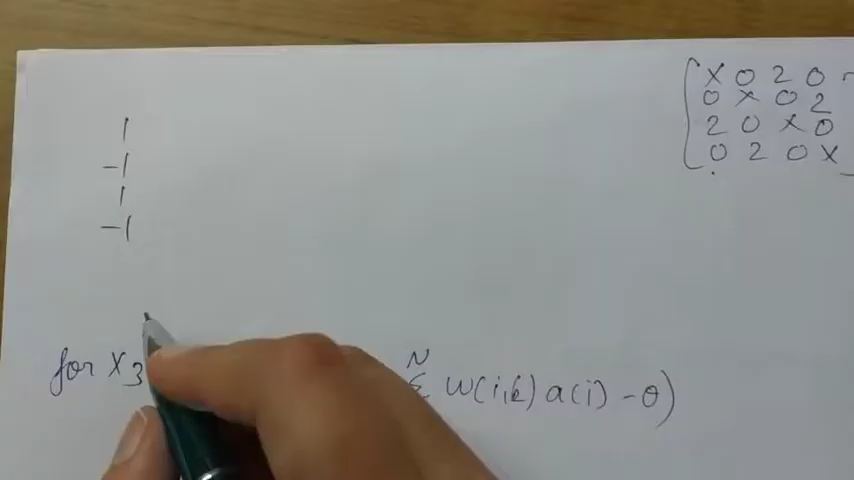 1
-1
1
-1
X 0 2 0
0 X 0 2
2 0 X 0
0 2 0 X
for X3
N
Σ W(i,k) a(i) - θ)